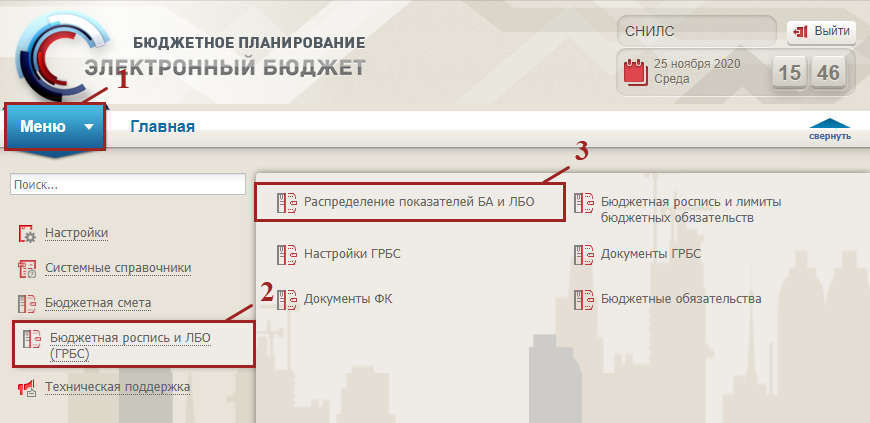 БЮДЖЕТНОЕ ПЛАНИРОВАНИЕ
ЭЛЕКТРОННЫЙ БЮДЖЕТ
СНИЛС
Выйти
25 ноября 2020
Среда
15 46
1
Меню
Главная
свернуть
3
Поиск...
Распределение показателей БА и ЛБО
Бюджетная роспись и лимиты
бюджетных обязательств
Настройки
Настройки ГРБС
Документы ГРБС
Системные справочники
Бюджетная смета
Документы ФК
Бюджетные обязательства
2
Бюджетная роспись и ЛБО
(ГРБС)
Техническая поддержка